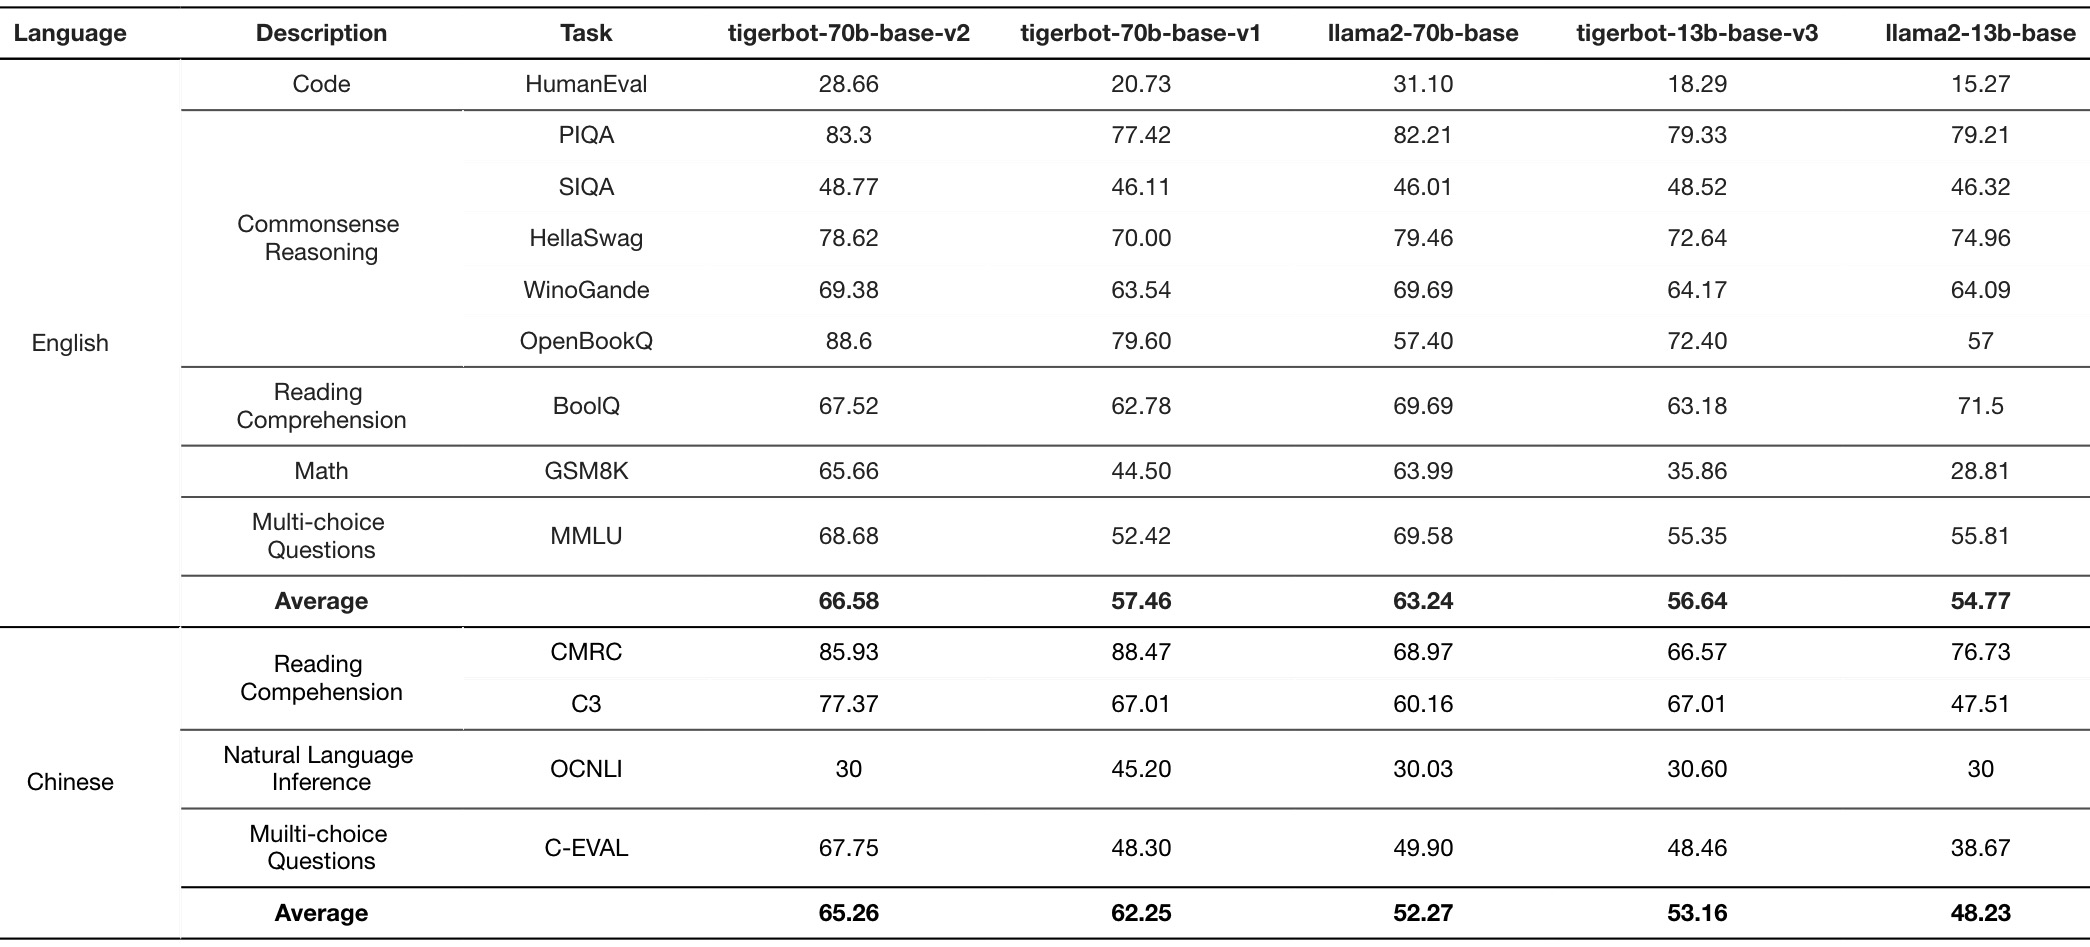 Language Description Task tigerbot-70b-base-v2 tigerbot-70b-base-v1 llama2-70b-base tigerbot-13b-base-v3 llama2-13b-base
English
Code HumanEval 28.66 20.73 31.10 18.29 15.27
Commonsense
Reasoning
PIQA 83.3 77.42 82.21 79.33 79.21
SIQA 48.77 46.11 46.01 48.52 46.32
HellaSwag 78.62 70.00 79.46 72.64 74.96
WinoGande 69.38 63.54 69.69 64.17 64.09
OpenBookQ 88.6 79.60 57.40 72.40 57
Reading
Comprehension
BoolQ 67.52 62.78 69.69 63.18 71.5
Math GSM8K 65.66 44.50 63.99 35.86 28.81
Multi-choice
Questions
MMLU 68.68 52.42 69.58 55.35 55.81
Average 66.58 57.46 63.24 56.64 54.77
Chinese
Reading
Compehension
CMRC 85.93 88.47 68.97 66.57 76.73
C3 77.37 67.01 60.16 67.01 47.51
Natural Language
Inference
OCNLI 30 45.20 30.03 30.60 30
Muilti-choice
Questions
C-EVAL 67.75 48.30 49.90 48.46 38.67
Average 65.26 62.25 52.27 53.16 48.23